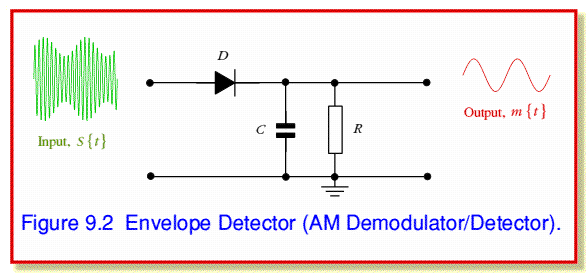 D
C
R
Input, S{t}
Output, m{t}
Figure 9.2 Envelope Detector (AM Demodulator/Detector).